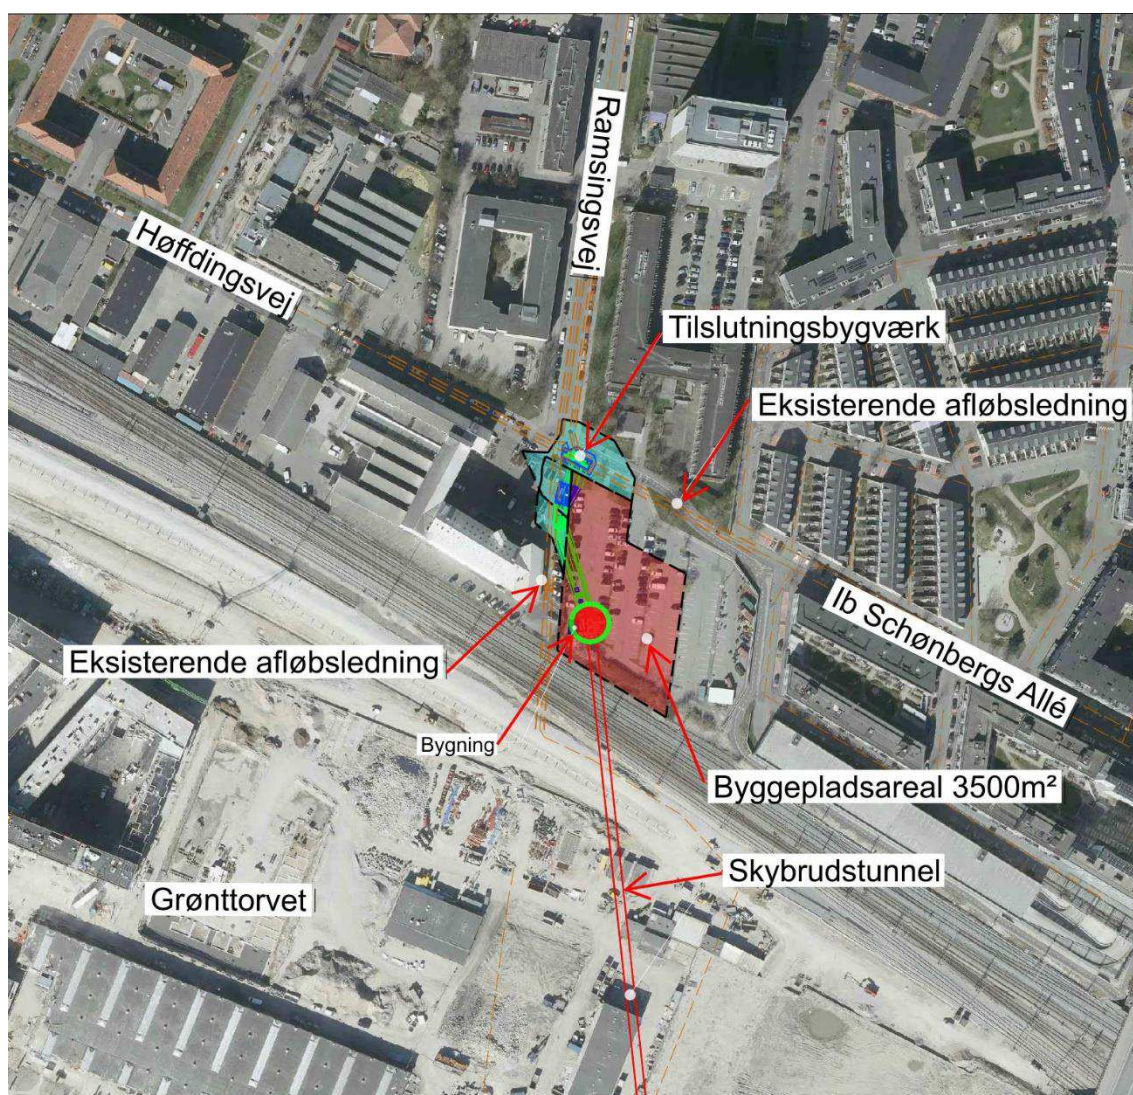 Ramsingsvej
Høffdingsvej
Tilslutningsbygværk
Eksisterende afløbsledning
Ib Schønbergs Allé
Eksisterende afløbsledning
Bygning
Byggepladsareal 3500m²
Skybrudstunnel
Grønttorvet